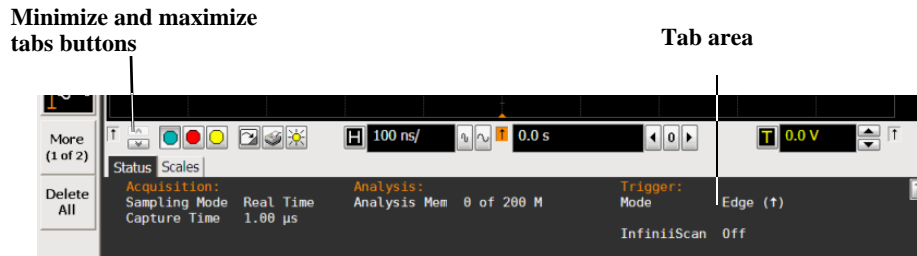 Minimize and maximize
tabs buttons
Tab area
More
(1 of 2)
H 100 ns/ 0.0 s 0 T 0.0 V
Status Scales
Delete
All
Acquisition: Analysis: Trigger:
Sampling Mode Real Time Analysis Mem 0 of 200 M Mode Edge (↑)
Capture Time 1.00 µs
InfiniiScan Off